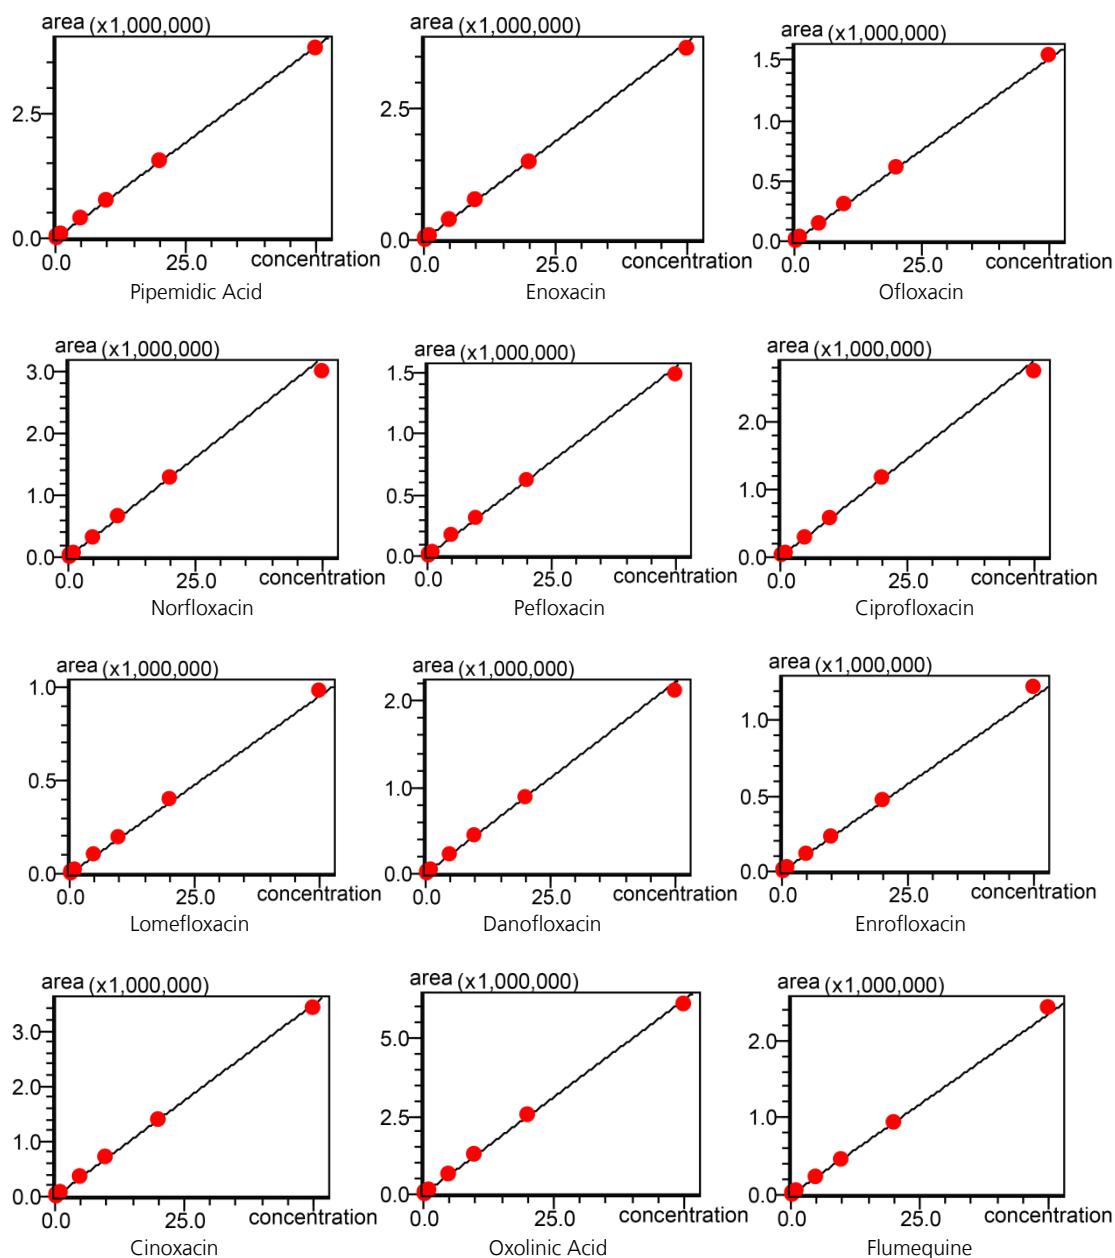 area (x1,000,000)
2.5
0.0
0.0 25.0 concentration
Pipemidic Acid
area (x1,000,000)
2.5
0.0
0.0 25.0 concentration
Enoxacin
area (x1,000,000)
1.5
1.0
0.5
0.0
0.0 25.0 concentration
Ofloxacin
area (x1,000,000)
3.0
2.0
1.0
0.0
0.0 25.0 concentration
Norfloxacin
area (x1,000,000)
1.5
1.0
0.5
0.0
0.0 25.0 concentration
Pefloxacin
area (x1,000,000)
2.0
1.0
0.0
0.0 25.0 concentration
Ciprofloxacin
area (x1,000,000)
1.0
0.5
0.0
0.0 25.0 concentration
Lomefloxacin
area (x1,000,000)
2.0
1.0
0.0
0.0 25.0 concentration
Danofloxacin
area (x1,000,000)
1.0
0.5
0.0
0.0 25.0 concentration
Enrofloxacin
area (x1,000,000)
3.0
2.0
1.0
0.0
0.0 25.0 concentration
Cinoxacin
area (x1,000,000)
5.0
2.5
0.0
0.0 25.0 concentration
Oxolinic Acid
area (x1,000,000)
2.0
1.0
0.0
0.0 25.0 concentration
Flumequine